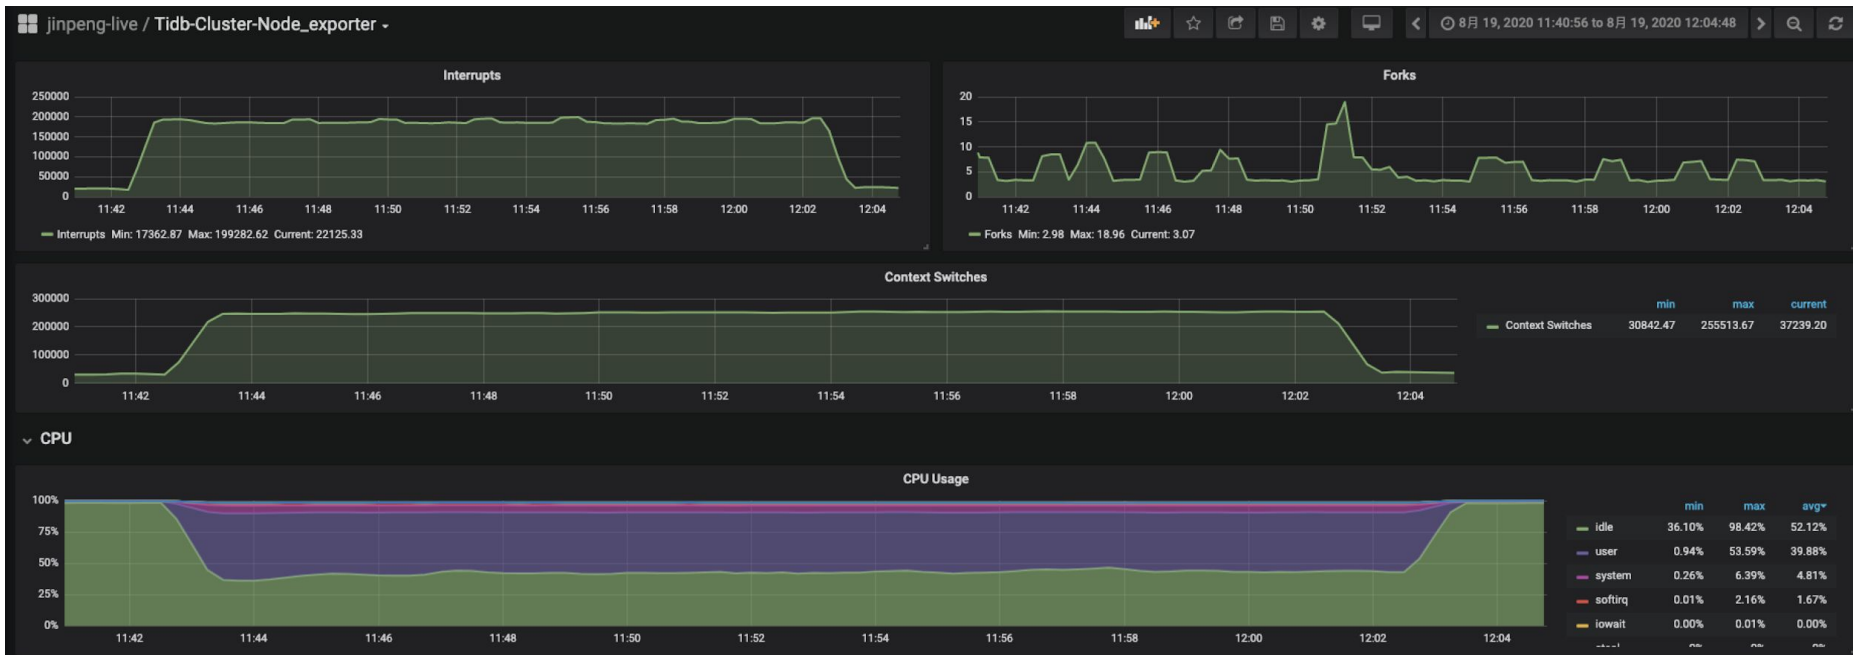 jinpeng-live / Tidb-Cluster-Node_exporter
8月 19, 2020 11:40:56 to 8月 19, 2020 12:04:48
Interrupts
250000
200000
150000
100000
50000
0
11:42 11:44 11:46 11:48 11:50 11:52 11:54 11:56 11:58 12:00 12:02 12:04
Interrupts Min: 17362.87 Max: 199282.62 Current: 22125.33
Forks
20
15
10
5
0
11:42 11:44 11:46 11:48 11:50 11:52 11:54 11:56 11:58 12:00 12:02 12:04
Forks Min: 2.98 Max: 18.96 Current: 3.07
Context Switches
300000
200000
100000
0
11:42 11:44 11:46 11:48 11:50 11:52 11:54 11:56 11:58 12:00 12:02 12:04
min max current
Context Switches 30842.47 255513.67 37239.20
CPU
CPU Usage
100%
75%
50%
25%
0%
11:42 11:44 11:46 11:48 11:50 11:52 11:54 11:56 11:58 12:00 12:02 12:04
min max avg
idle 36.10% 98.42% 52.12%
user 0.94% 53.59% 39.88%
system 0.26% 6.39% 4.81%
softirq 0.01% 2.16% 1.67%
iowait 0.00% 0.01% 0.00%